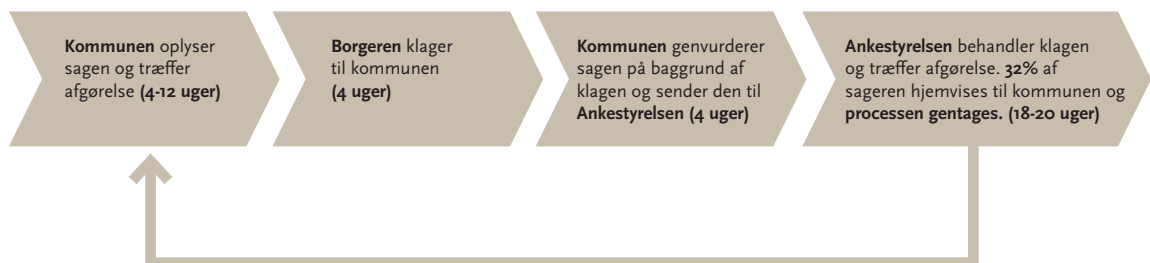 Kommunen oplyser
sagen og træffer
afgørelse (4-12 uger)
Borgeren klager
til kommunen
(4 uger)
Kommunen genvurderer
sagen på baggrund af
klagen og sender den til
Ankestyrelsen (4 uger)
Ankestyrelsen behandler klagen
og træffer afgørelse. 32% af
sageren hjemvises til kommunen og
processen gentages. (18-20 uger)